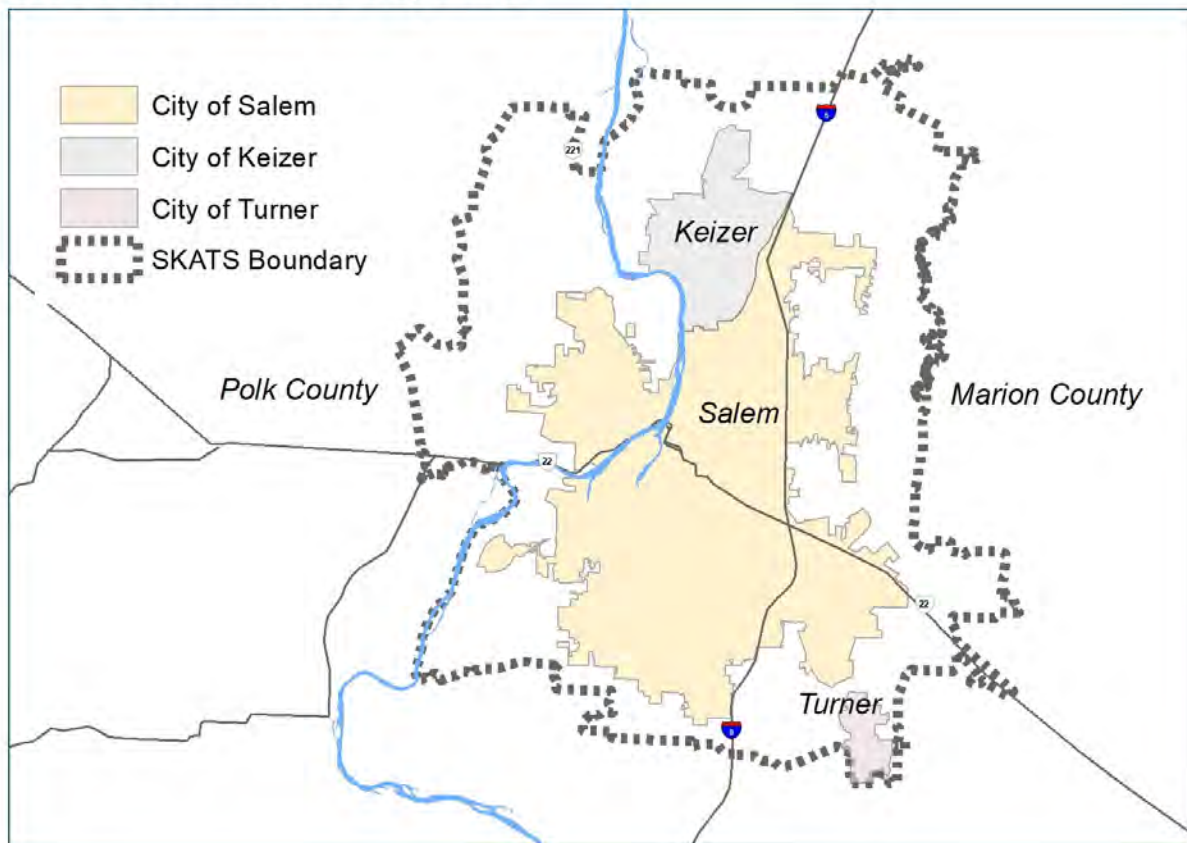 City of Salem
City of Keizer
City of Turner
SKATS Boundary
5
221
Keizer
Polk County
Salem
Marion County
22
22
Turner
5